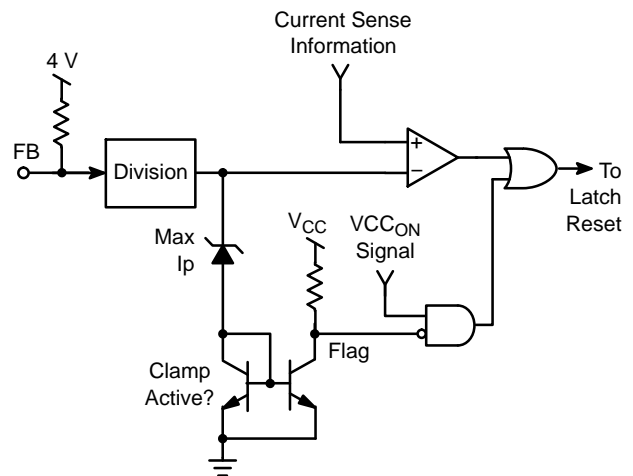 Current Sense
Information
4 V
FB
Division
+
−
To
Latch
Reset
Max
Ip
VCC
VCCON
Signal
Flag
Clamp
Active?